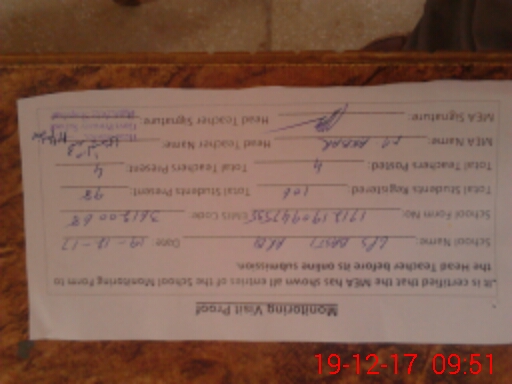 Monitoring Visit Proof
It is certified that the MEA has shown all entries of the School Monitoring Form to
the Head Teacher before its online submission.
School Name: GPS BASTI Date 19-12-17
School Form No: EMIS Code:
Total Students Registered: 106 Total Students Present: 98
Total Teachers Posted: 4 Total Teachers Present: 4
MEA Name: Head Teacher Name:
MEA Signature: Head Teacher Signature:
19-12-17 09:51